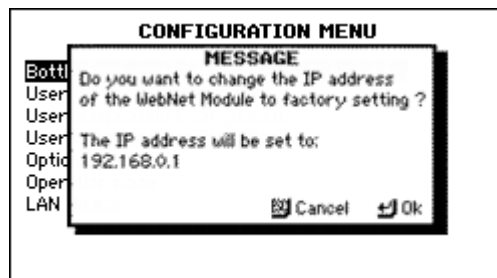 CONFIGURATION MENU
MESSAGE
Do you want to change the IP address
of the WebNet Module to factory setting ?
The IP address will be set to:
192.168.0.1
Cancel
Ok
Bottl
User
User
User
Optio
Oper
LAN